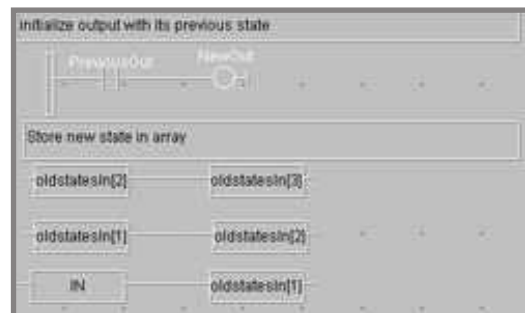 initialize output with its previous state
PreviousOut NewOut
Store new state in array
oldstatesIn[2] oldstatesIn[3]
oldstatesIn[1] oldstatesIn[2]
IN oldstatesIn[1]